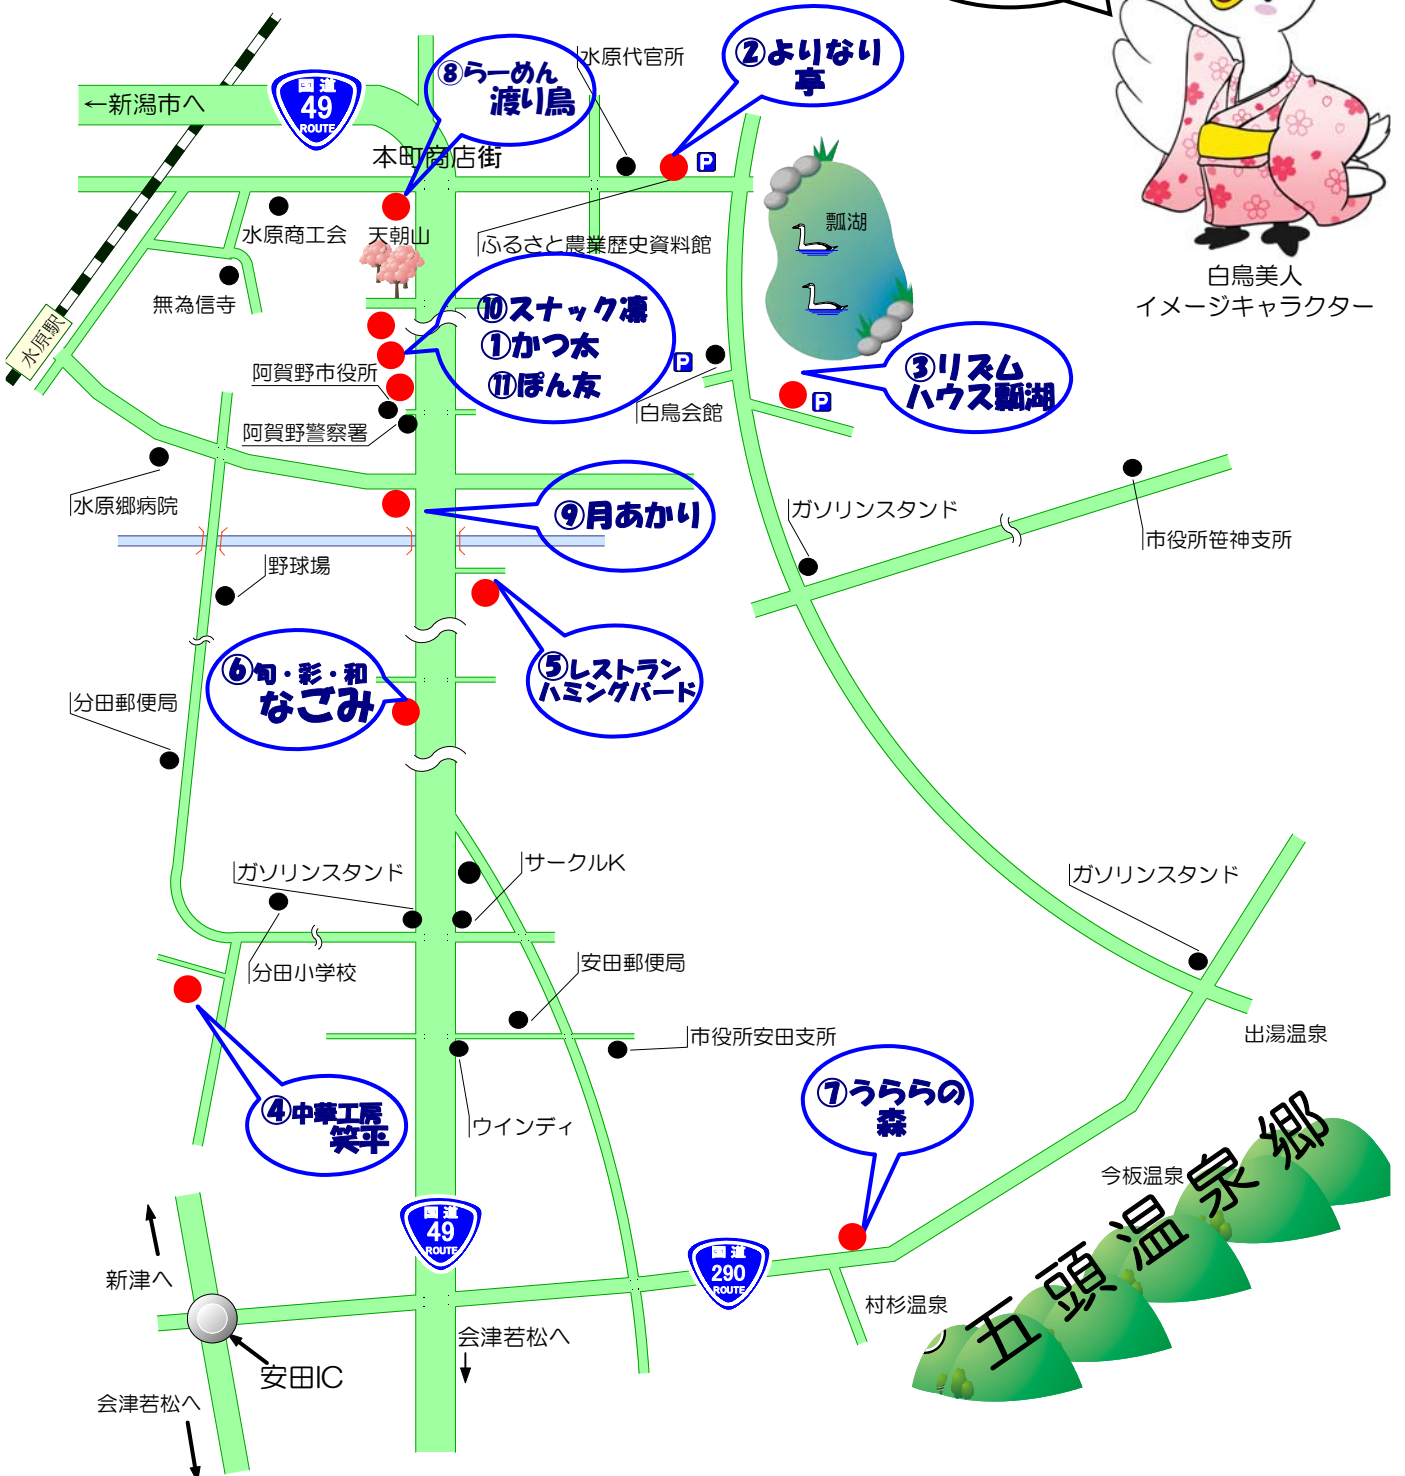 ←新潟市へ
国道
49
ROUTE
⑧らーめん
渡り鳥
水原代官所
②よりなり
亭
本町商店街
P
水原商工会
天朝山
ふるさと農業歴史資料館
瓢湖
白鳥美人
イメージキャラクター
無為信寺
水原駅
⑩スナック凛
①かつ太
⑪ぽん友
阿賀野市役所
阿賀野警察署
P
白鳥会館
③リズム
ハウス瓢湖
P
水原郷病院
⑨月あかり
ガソリンスタンド
市役所笹神支所
野球場
⑥旬・彩・和
なごみ
⑤レストラン
ハミングバード
分田郵便局
ガソリンスタンド
サークルK
ガソリンスタンド
分田小学校
安田郵便局
市役所安田支所
出湯温泉
④中華工房
笑平
ウインディ
⑦うららの
森
今板温泉
五頭温泉郷
国道
49
ROUTE
国道
290
ROUTE
新津へ
村杉温泉
会津若松へ
安田IC
会津若松へ